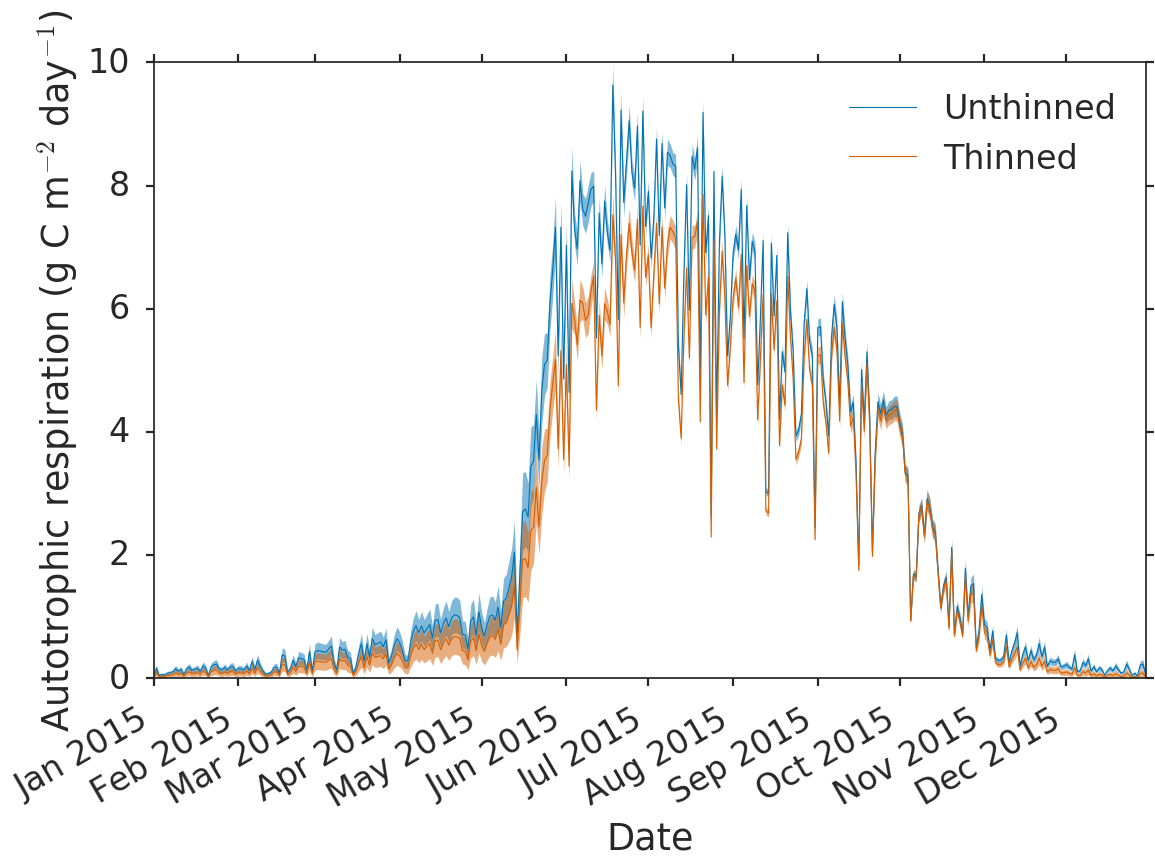 Autotrophic respiration (g C m⁻² day⁻¹)
10
8
6
4
2
0
Unthinned
Thinned
Jan 2015
Feb 2015
Mar 2015
Apr 2015
May 2015
Jun 2015
Jul 2015
Aug 2015
Sep 2015
Oct 2015
Nov 2015
Dec 2015
Date